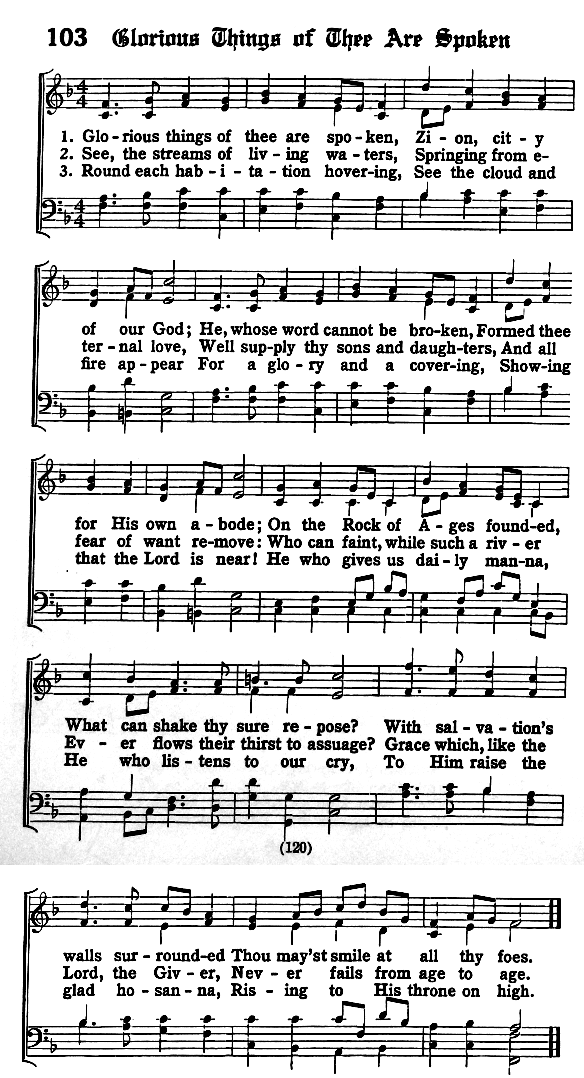 103 Glorious Things of Thee Are Spoken
1. Glo - rious things of thee are spo - ken, Zi - on, cit - y
2. See, the streams of liv - ing wa - ters, Springing from e-
3. Round each hab - i - ta - tion hover-ing, See the cloud and
of our God; He, whose word cannot be bro-ken, Formed thee
ter - nal love, Well sup-ply thy sons and daugh-ters, And all
fire ap - pear For a glo - ry and a cover-ing, Show-ing
for His own a - bode; On the Rock of A - ges found-ed,
fear of want re-move: Who can faint, while such a riv - er
that the Lord is near! He who gives us dai - ly man-na,
What can shake thy sure re - pose? With sal - va - tion's
Ev - er flows their thirst to assuage? Grace which, like the
He who lis - tens to our cry, To Him raise the
(120)
walls sur - round-ed Thou may'st smile at all thy foes.
Lord, the Giv - er, Nev - er fails from age to age.
glad ho - san - na, Ris - ing to His throne on high.